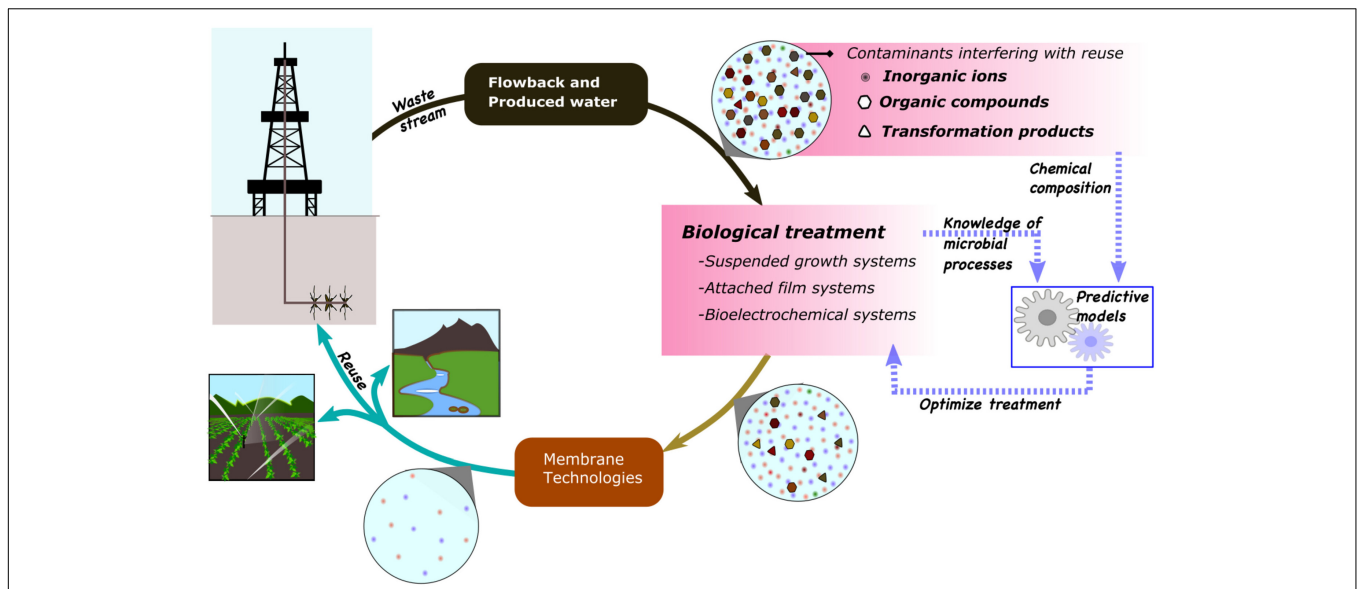 Waste
stream
Flowback and
Produced water
Contaminants interfering with reuse
Inorganic ions
Organic compounds
Transformation products
Chemical
composition
Biological treatment
-Suspended growth systems
-Attached film systems
-Bioelectrochemical systems
Knowledge of
microbial
processes
Predictive
models
Optimize treatment
Membrane
Technologies
Reuse